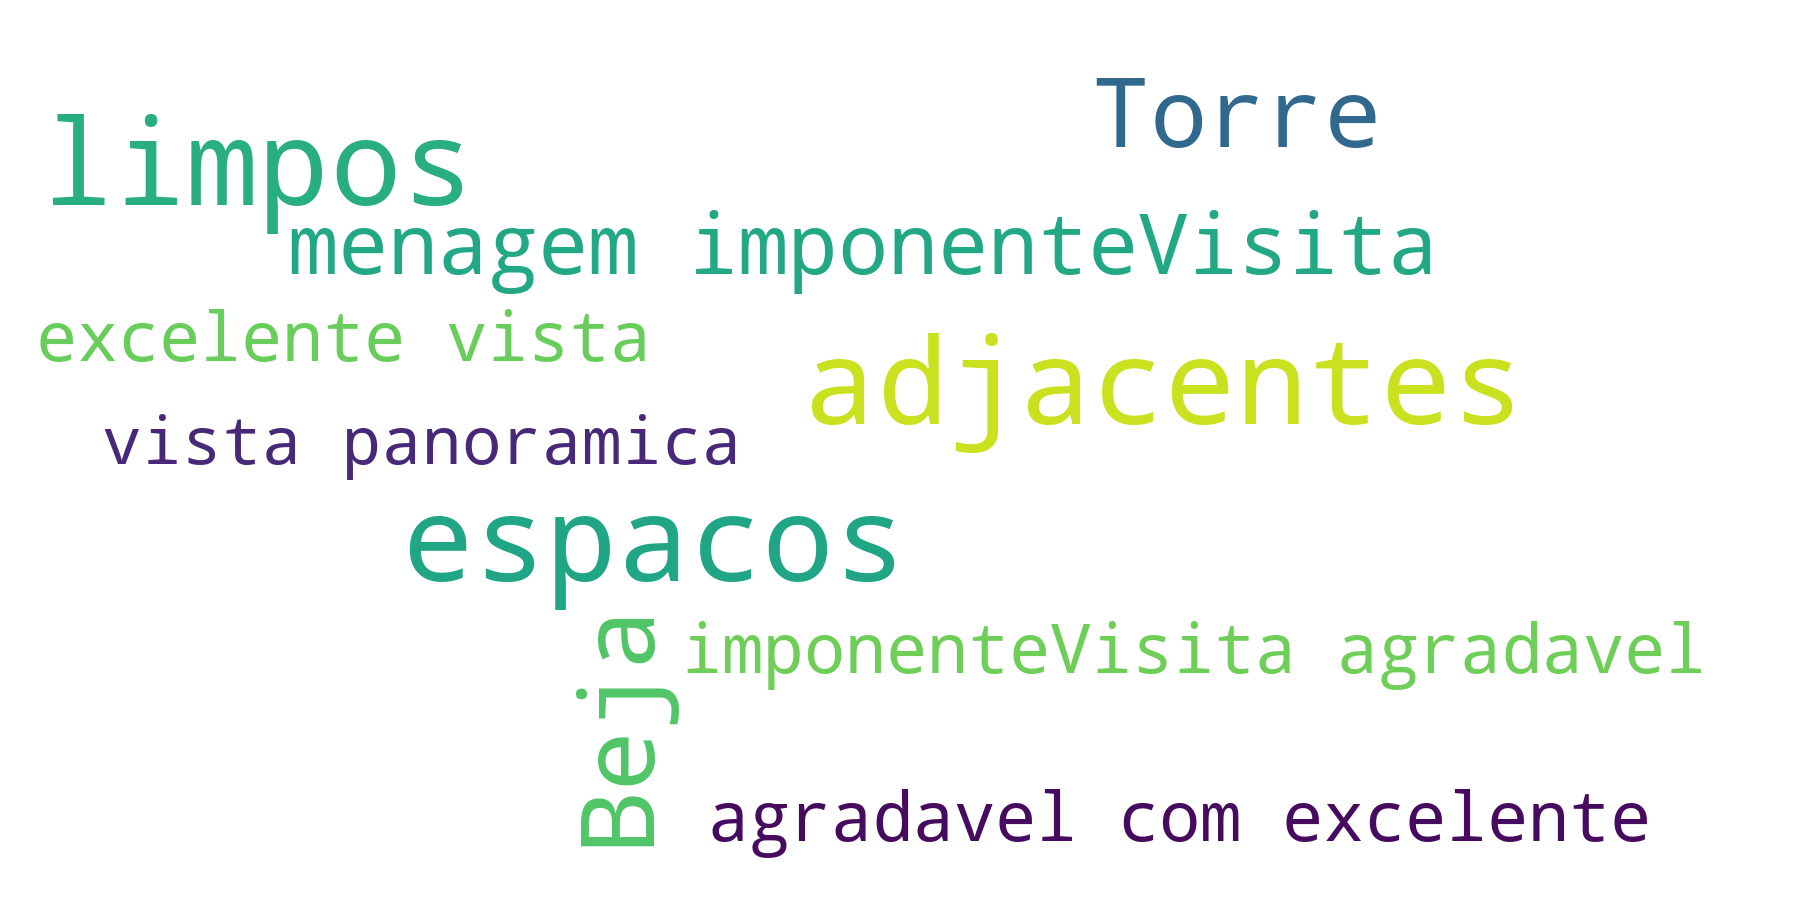 Torre
limpos
menagem imponenteVisita
excelente vista
adjacentes
vista panoramica
espacos
Beja
imponenteVisita agradavel
agradavel com excelente